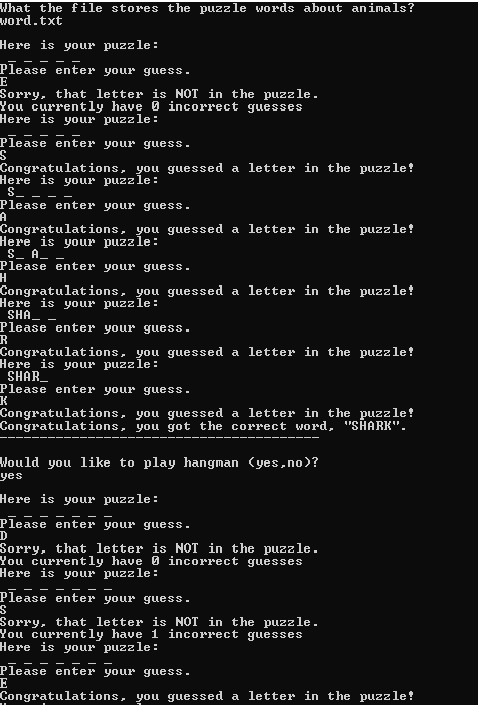 What the file stores the puzzle words about animals?
word.txt
Here is your puzzle:
_ _ _ _ _
Please enter your guess.
E
Sorry, that letter is NOT in the puzzle.
You currently have 0 incorrect guesses
Here is your puzzle:
_ _ _ _ _
Please enter your guess.
S
Congratulations, you guessed a letter in the puzzle!
Here is your puzzle:
S_ _ _ _
Please enter your guess.
A
Congratulations, you guessed a letter in the puzzle!
Here is your puzzle:
S_ A_ _
Please enter your guess.
H
Congratulations, you guessed a letter in the puzzle!
Here is your puzzle:
SHA_ _
Please enter your guess.
R
Congratulations, you guessed a letter in the puzzle!
Here is your puzzle:
SHAR_
Please enter your guess.
K
Congratulations, you guessed a letter in the puzzle!
Congratulations, you got the correct word, "SHARK".
----------------------------------------
Would you like to play hangman (yes,no)?
yes
Here is your puzzle:
_ _ _ _ _ _ _
Please enter your guess.
D
Sorry, that letter is NOT in the puzzle.
You currently have 0 incorrect guesses
Here is your puzzle:
_ _ _ _ _ _ _
Please enter your guess.
S
Sorry, that letter is NOT in the puzzle.
You currently have 1 incorrect guesses
Here is your puzzle:
_ _ _ _ _ _ _
Please enter your guess.
E
Congratulations, you guessed a letter in the puzzle!